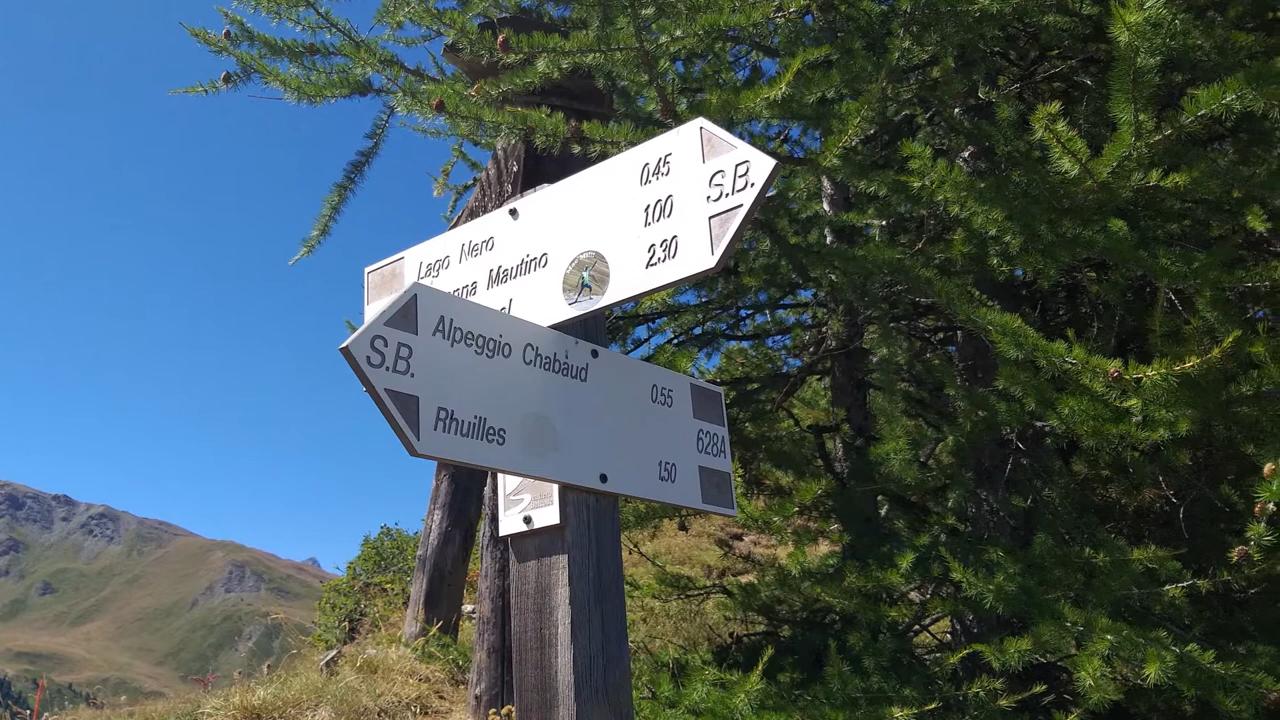 0.45
S.B.
Lago Nero 1.00
Mautino 2.30
Alpeggio Chabaud 0.55
S.B.
628A
Rhuilles 1.50